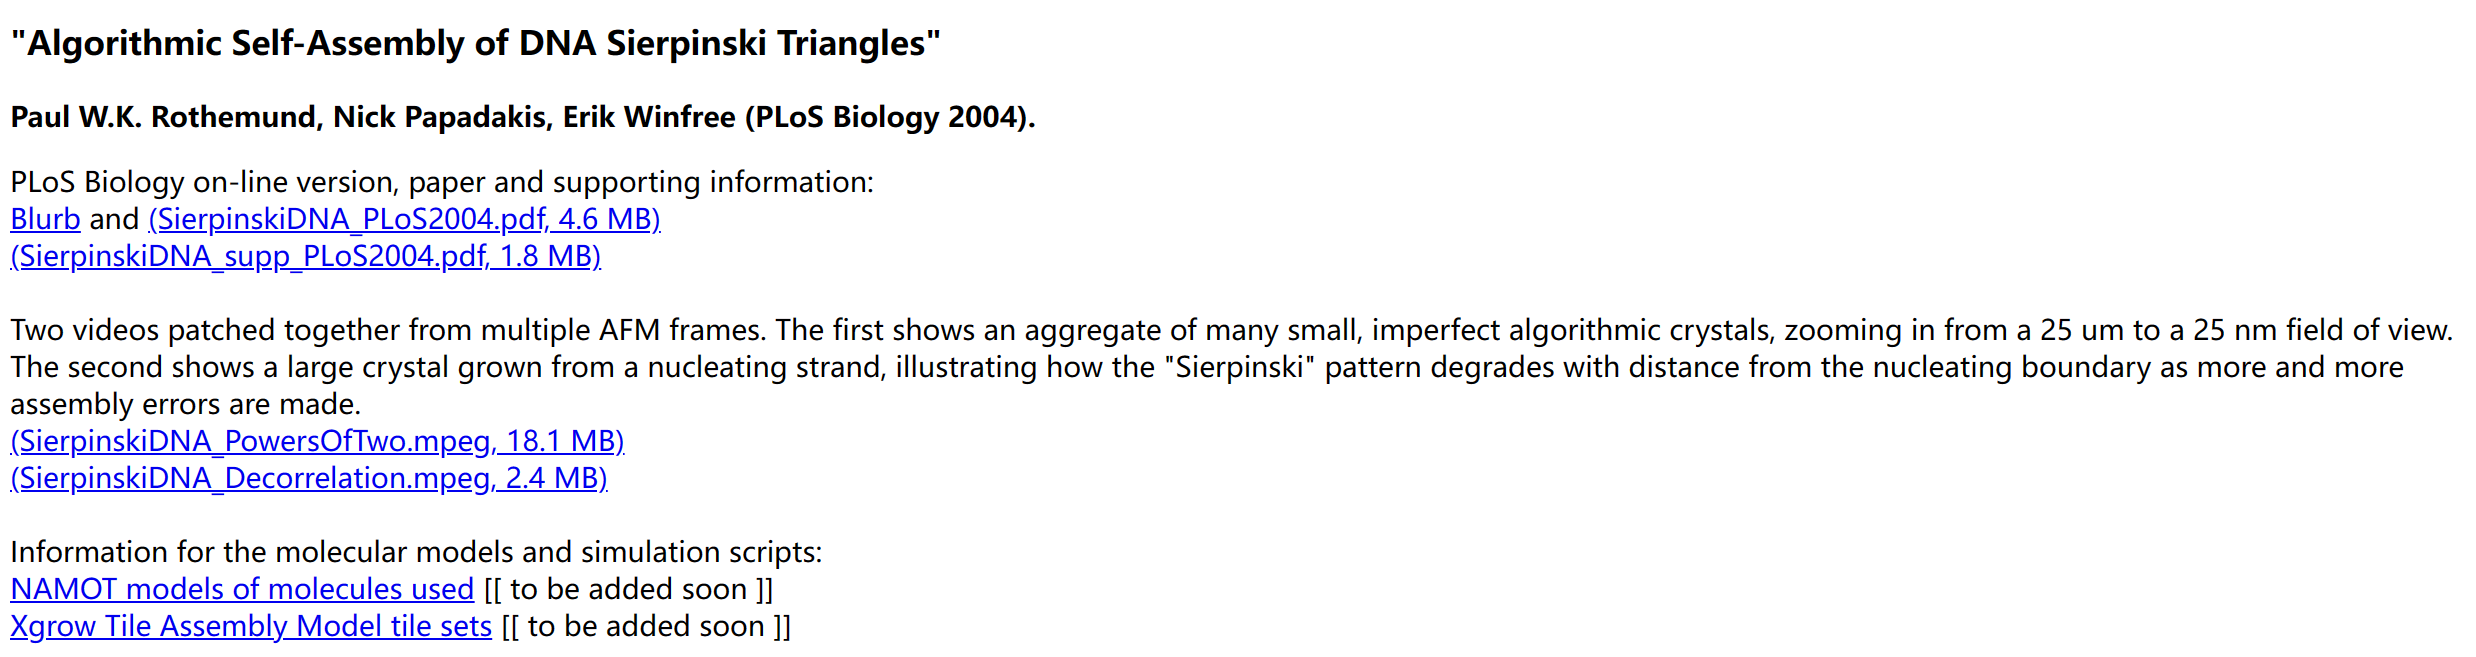 "Algorithmic Self-Assembly of DNA Sierpinski Triangles"
Paul W.K. Rothemund, Nick Papadakis, Erik Winfree (PLoS Biology 2004).
PLoS Biology on-line version, paper and supporting information:
Blurb and (SierpinskiDNA_PLoS2004.pdf, 4.6 MB)
(SierpinskiDNA_supp_PLoS2004.pdf, 1.8 MB)
Two videos patched together from multiple AFM frames. The first shows an aggregate of many small, imperfect algorithmic crystals, zooming in from a 25 um to a 25 nm field of view.
The second shows a large crystal grown from a nucleating strand, illustrating how the "Sierpinski" pattern degrades with distance from the nucleating boundary as more and more
assembly errors are made.
(SierpinskiDNA_PowersOfTwo.mpeg, 18.1 MB)
(SierpinskiDNA_Decorrelation.mpeg, 2.4 MB)
Information for the molecular models and simulation scripts:
NAMOT models of molecules used [[ to be added soon ]]
Xgrow Tile Assembly Model tile sets [[ to be added soon ]]